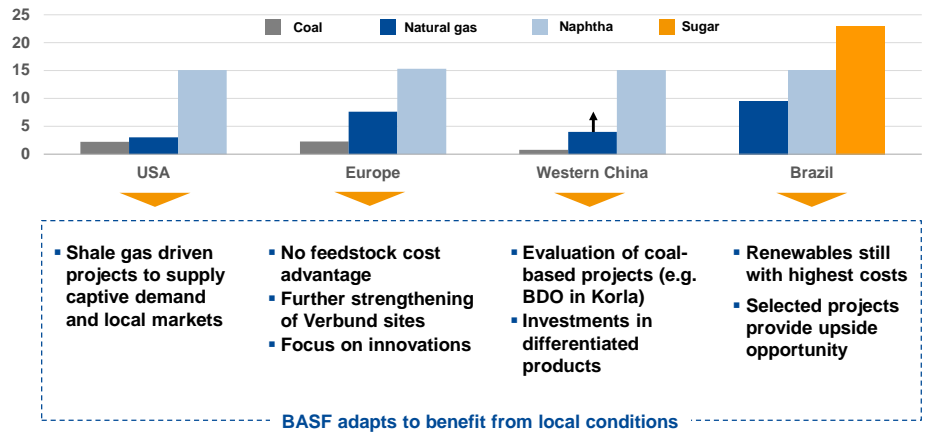 25
20
15
10
5
0
Coal
Natural gas
Naphtha
Sugar
USA
Europe
Western China
Brazil
▪ Shale gas driven
projects to supply
captive demand
and local markets
▪ No feedstock cost
advantage
▪ Further strengthening
of Verbund sites
▪ Focus on innovations
▪ Evaluation of coal-
based projects (e.g.
BDO in Korla)
▪ Investments in
differentiated
products
▪ Renewables still
with highest costs
▪ Selected projects
provide upside
opportunity
BASF adapts to benefit from local conditions